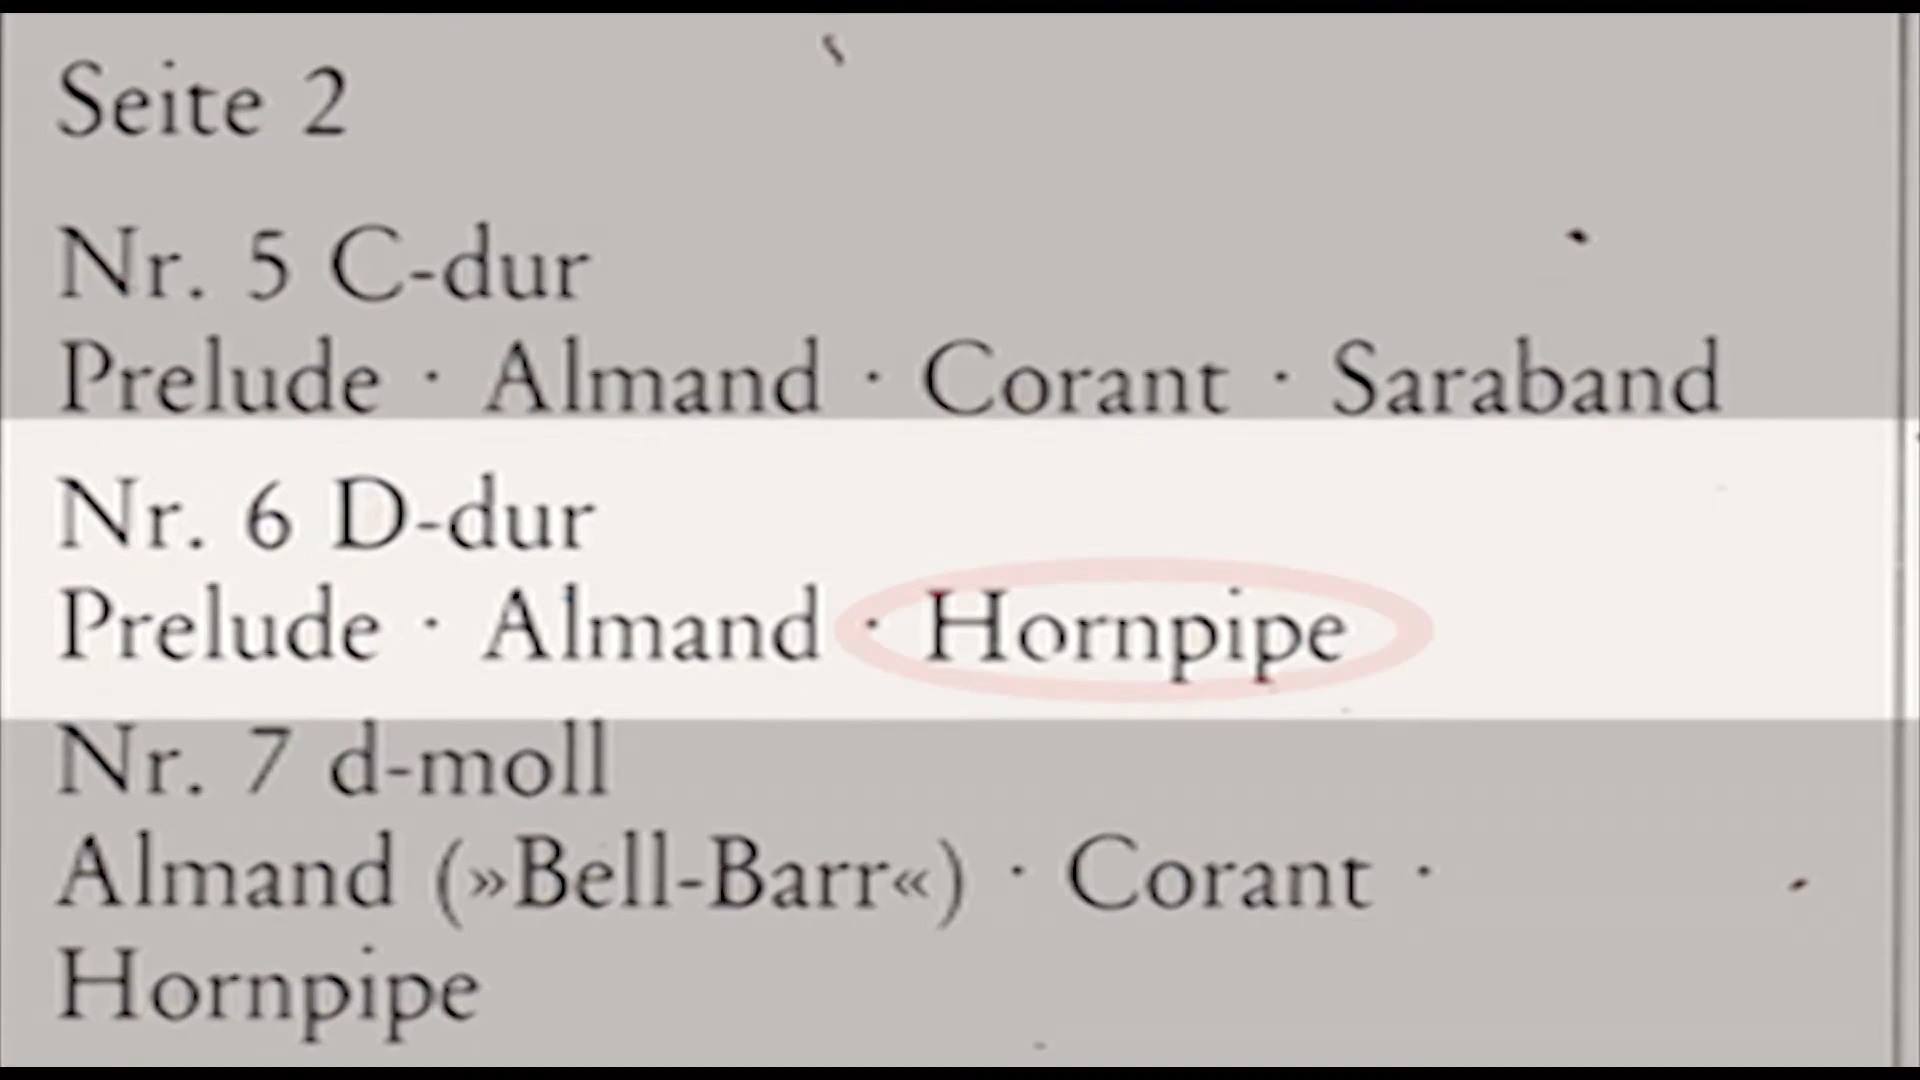 Seite 2
Nr. 5 C-dur
Prelude · Almand · Corant · Saraband
Nr. 6 D-dur
Prelude · Almand · Hornpipe
Nr. 7 d-moll
Almand (»Bell-Barr«) · Corant ·
Hornpipe